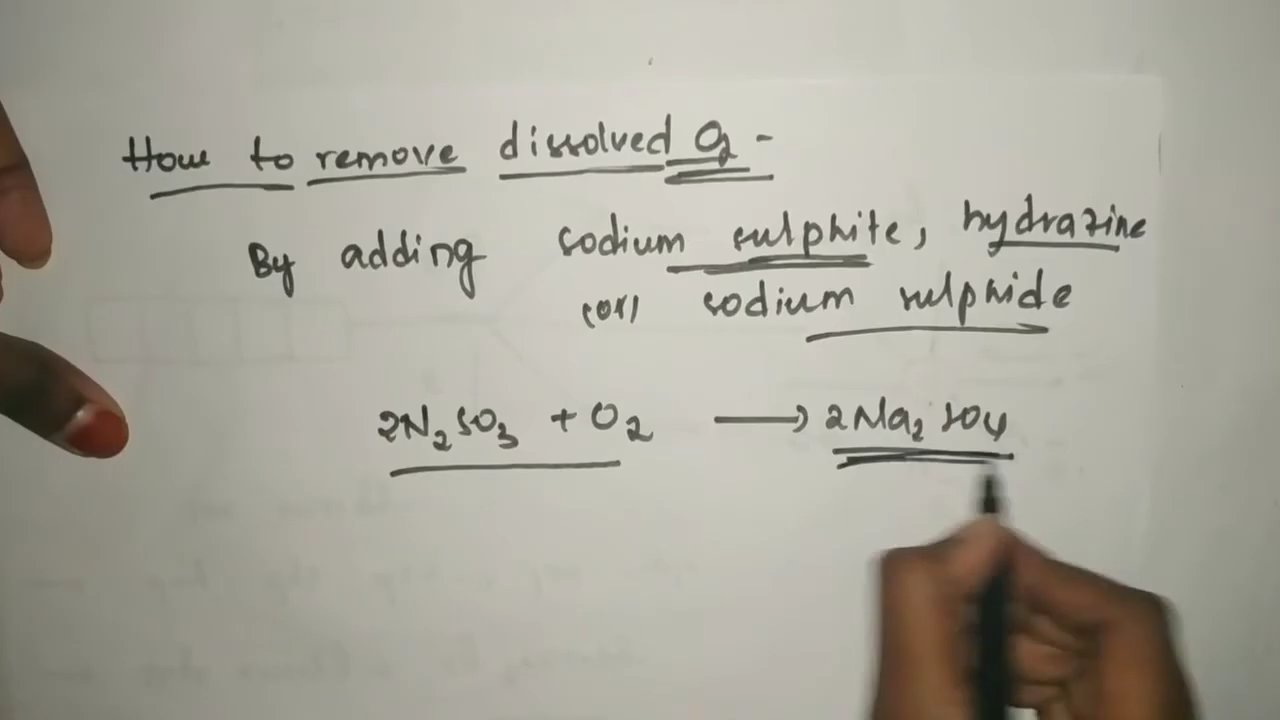 How to remove dissolved O2 -
By adding sodium sulphite, hydrazine
(or) sodium sulphide
2N2SO3 + O2 → 2Na2SO4